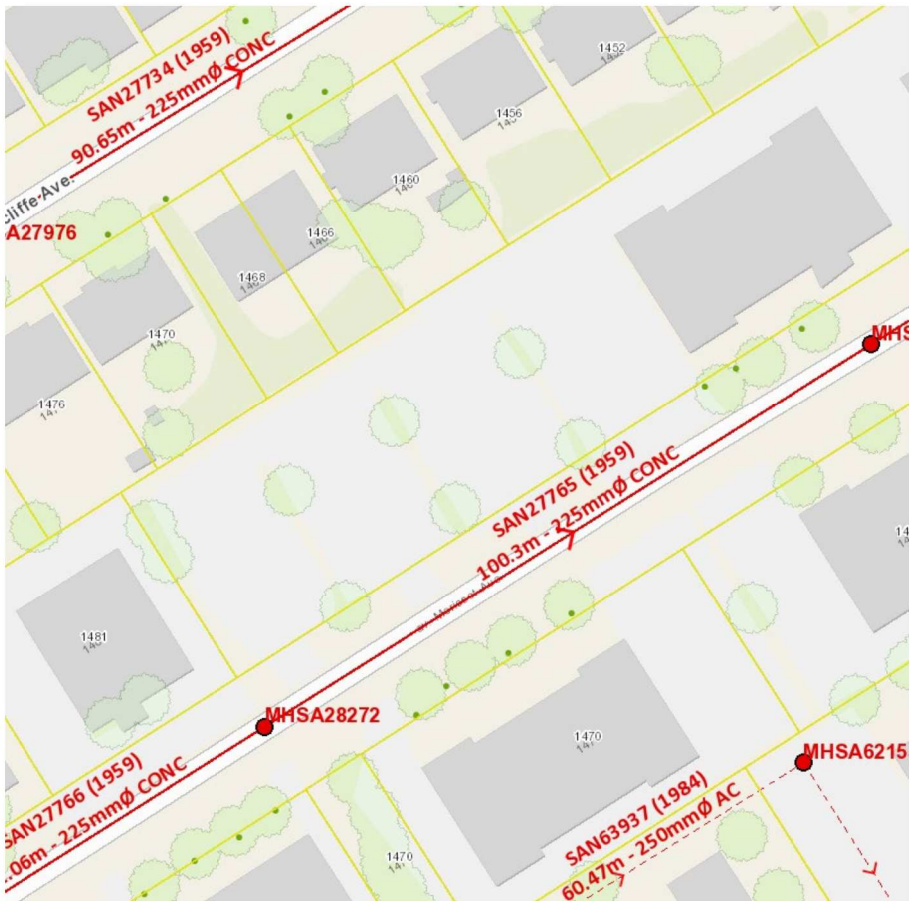 1452
SAN27734 (1959)
90.65m - 225mmØ CONC
1456
1460
cliffe Ave.
1466
A27976
1468
1470
MHS
1476
SAN27765 (1959)
100.3m - 225mmØ CONC
1481
MHSA28272
1470
MHSA6215
SAN27766 (1959)
.06m - 225mmØ CONC
SAN63937 (1984)
60.47m - 250mmØ AC
1470